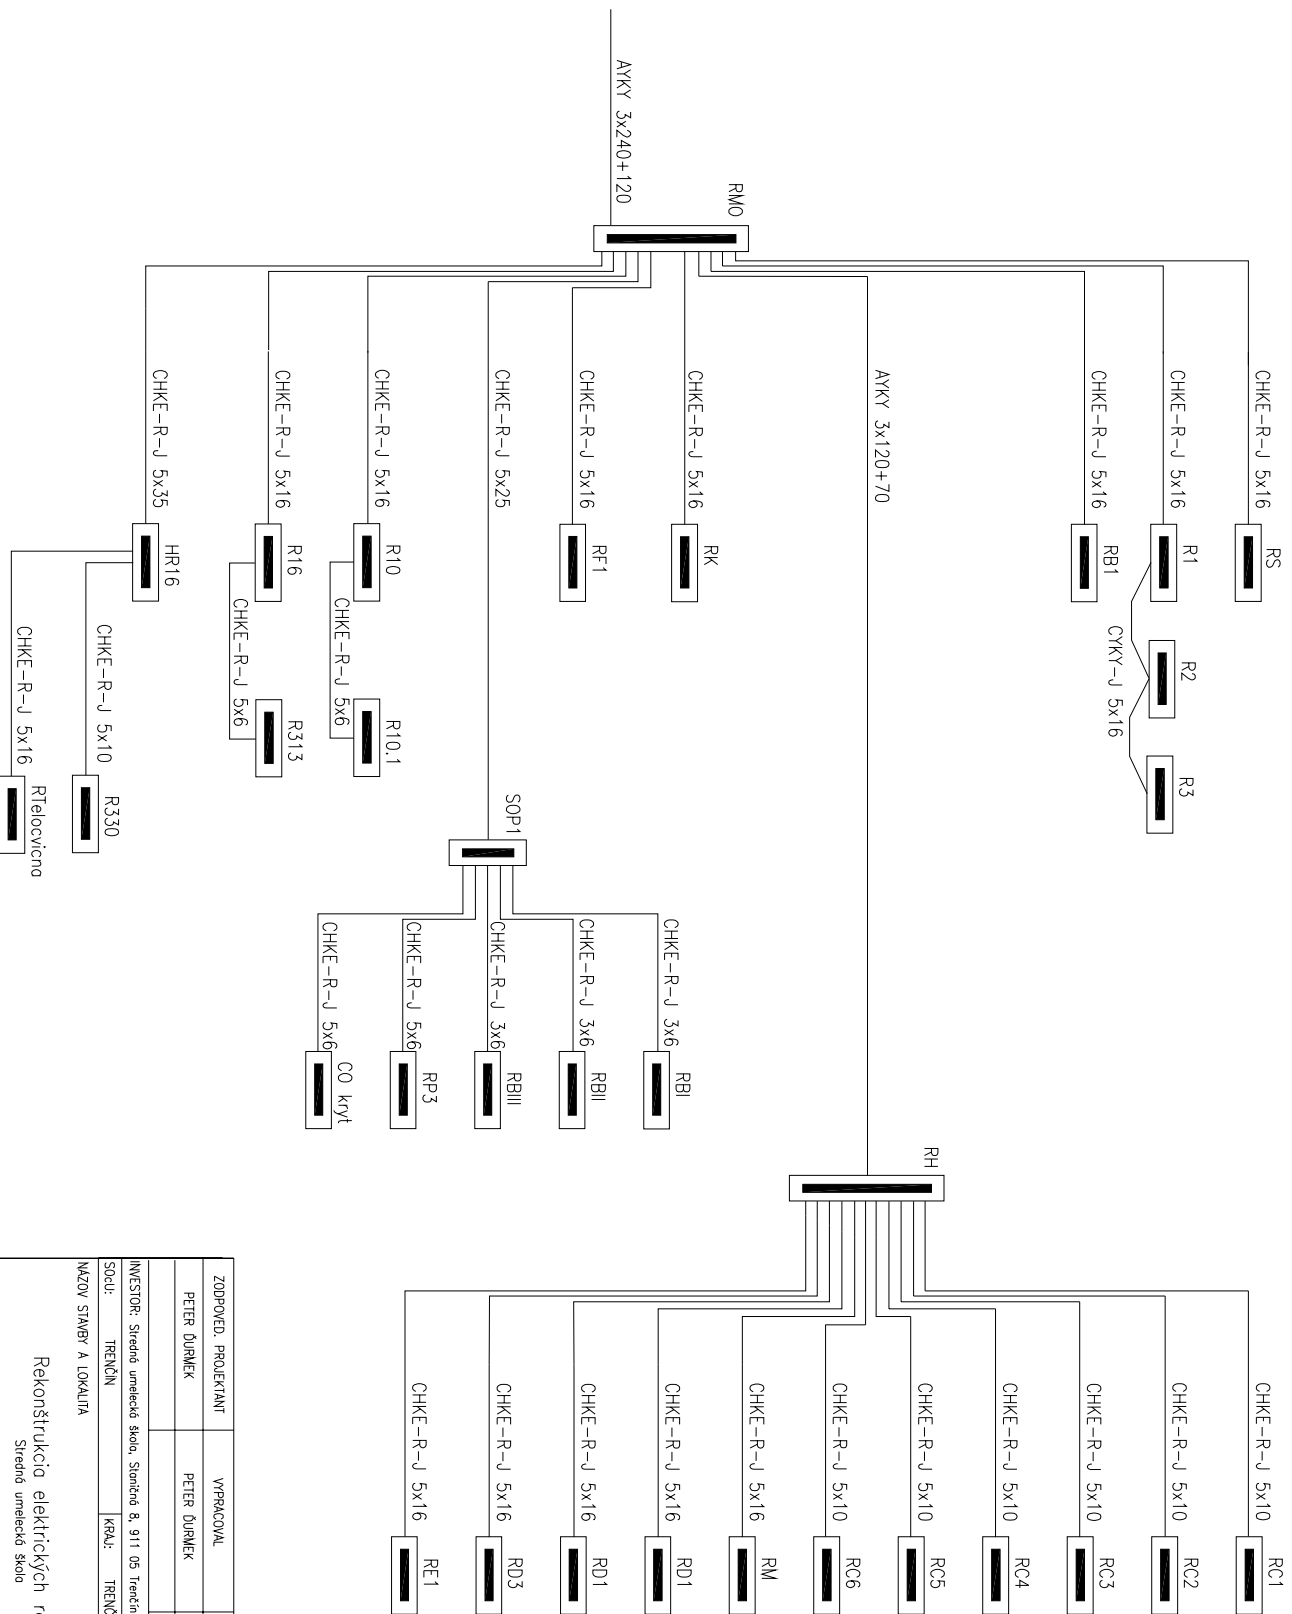 AYKY 3x240+120
RMO
CHKE-R-J 5x16
RS
CHKE-R-J 5x16
R1
CYKY-J 5x16
R2
R3
CHKE-R-J 5x16
RB1
AYKY 3x120+70
RH
CHKE-R-J 5x16
RK
CHKE-R-J 5x16
RF1
CHKE-R-J 5x25
SOP1
CHKE-R-J 3x6
RBI
CHKE-R-J 3x6
RBII
CHKE-R-J 3x6
RBIII
CHKE-R-J 5x6
RP3
CHKE-R-J 5x6
CO kryt
CHKE-R-J 5x16
R10
CHKE-R-J 5x6
R10.1
CHKE-R-J 5x16
R16
CHKE-R-J 5x6
R313
CHKE-R-J 5x35
HR16
CHKE-R-J 5x10
R330
CHKE-R-J 5x16
RTelocvicna
CHKE-R-J 5x10
RC1
CHKE-R-J 5x10
RC2
CHKE-R-J 5x10
RC3
CHKE-R-J 5x10
RC4
CHKE-R-J 5x10
RC5
CHKE-R-J 5x10
RC6
CHKE-R-J 5x16
RM
CHKE-R-J 5x16
RD1
CHKE-R-J 5x16
RD1
CHKE-R-J 5x16
RD3
CHKE-R-J 5x16
RE1
ZODPOVED. PROJEKTANT VYPRACOVAL
PETER ĎURMEK PETER ĎURMEK
INVESTOR: Stredná umelecká škola, Staničná 8, 911 05 Trenčín
SOcU: TRENČÍN KRAJ:
NÁZOV STAVBY A LOKALITA
Rekonštrukcia elektrických
Stredná umelecká škola